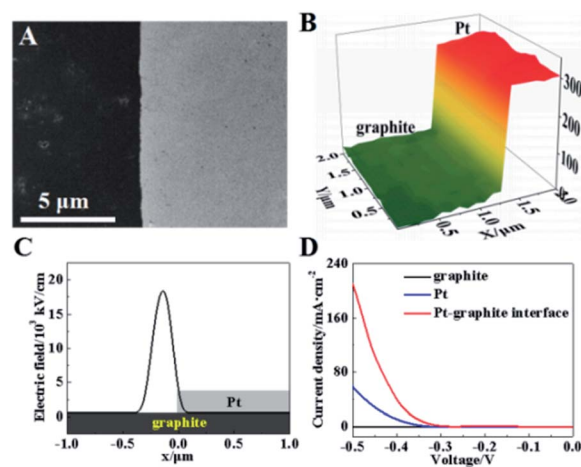 A
5 μm
B
Pt
graphite
300
200
100
0.0
2.0
1.5
1.0
0.5
Y/μm
0.5
1.0
1.5
X/μm
C
Electric field/10³ kV/cm
20
15
10
5
0
Pt
graphite
-1.0
-0.5
0.0
0.5
1.0
x/μm
D
Current density/mA·cm⁻²
240
160
80
0
graphite
Pt
Pt-graphite interface
-0.5
-0.4
-0.3
-0.2
-0.1
0.0
Voltage/V